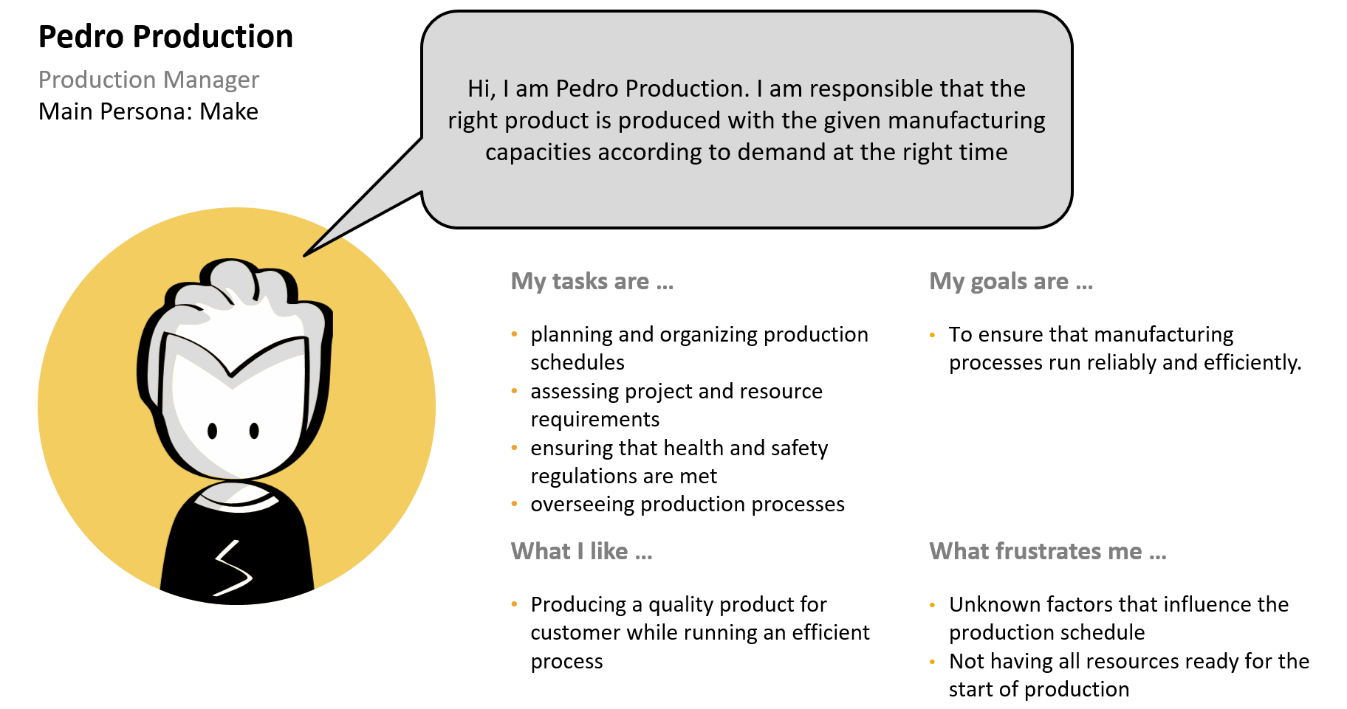 Pedro Production
Production Manager
Main Persona: Make
Hi, I am Pedro Production. I am responsible that the
right product is produced with the given manufacturing
capacities according to demand at the right time
My tasks are …
• planning and organizing production
schedules
• assessing project and resource
requirements
• ensuring that health and safety
regulations are met
• overseeing production processes
My goals are …
• To ensure that manufacturing
processes run reliably and efficiently.
What I like …
• Producing a quality product for
customer while running an efficient
process
What frustrates me …
• Unknown factors that influence the
production schedule
• Not having all resources ready for the
start of production